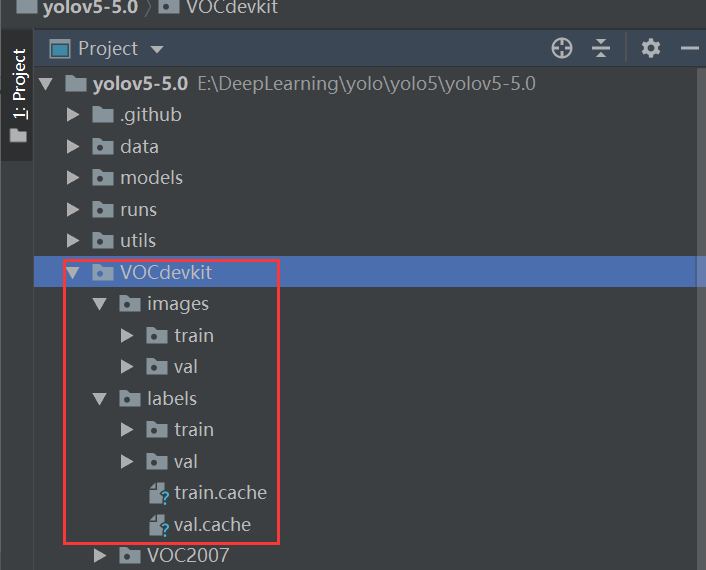 yolov5-5.0 〉 VOCdevkit
1: Project
Project
yolov5-5.0 E:\DeepLearning\yolo\yolo5\yolov5-5.0
.github
data
models
runs
utils
VOCdevkit
images
train
val
labels
train
val
train.cache
val.cache
VOC2007